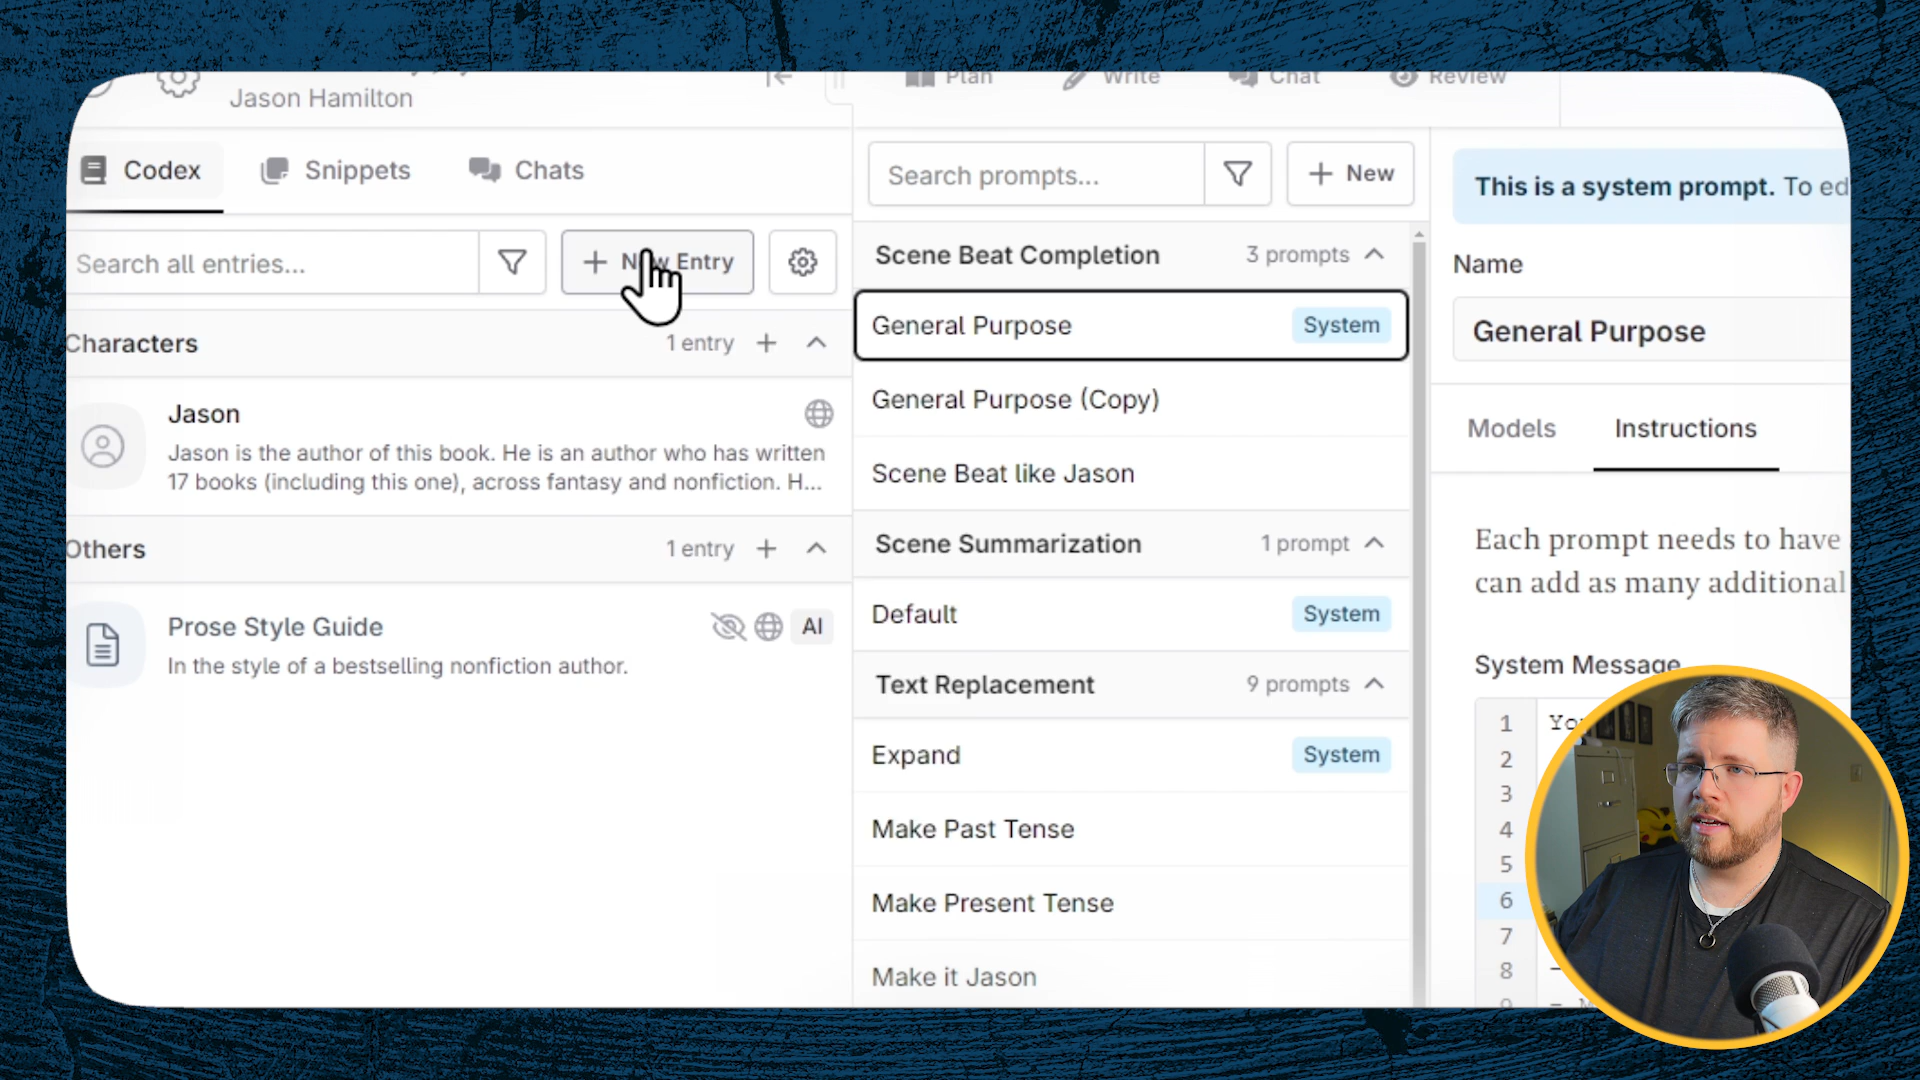 Jason Hamilton
Plan
Write
Chat
Review
Codex
Snippets
Chats
Search all entries...
New Entry
Characters
1 entry
Jason
Jason is the author of this book. He is an author who has written
17 books (including this one), across fantasy and nonfiction. H...
Others
1 entry
Prose Style Guide
AI
In the style of a bestselling nonfiction author.
Search prompts...
New
Scene Beat Completion
3 prompts
General Purpose
System
General Purpose (Copy)
Scene Beat like Jason
Scene Summarization
1 prompt
Default
System
Text Replacement
9 prompts
Expand
System
Make Past Tense
Make Present Tense
Make it Jason
This is a system prompt. To ed
Name
General Purpose
Models
Instructions
Each prompt needs to have
can add as many additional
System Message
1
2
3
4
5
6
7
8